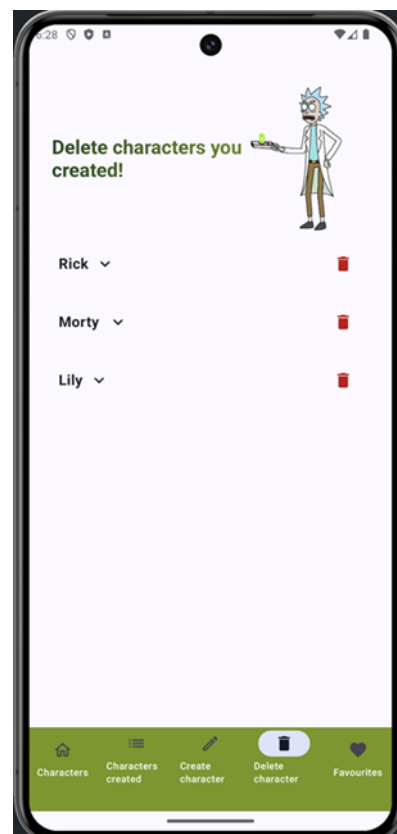 6:28
Delete characters you
created!
Rick
Morty
Lily
Characters
Characters
created
Create
character
Delete
character
Favourites